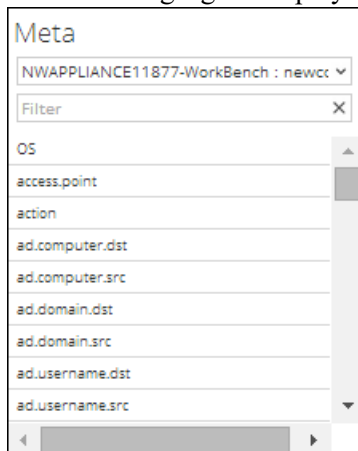 Meta
NWAPPLIANCE11877-WorkBench : newcc
Filter
OS
access.point
action
ad.computer.dst
ad.computer.src
ad.domain.dst
ad.domain.src
ad.username.dst
ad.username.src